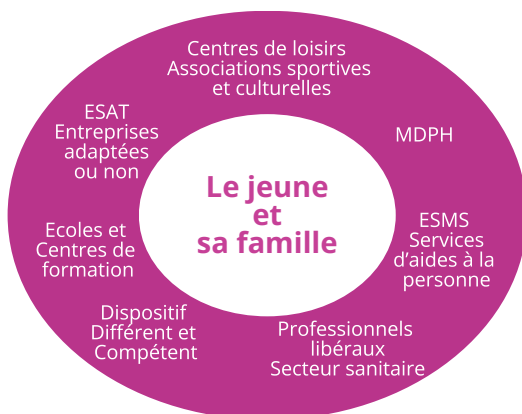 Centres de loisirs
Associations sportives
et culturelles
MDPH
ESMS
Services
d'aides à la
personne
Professionnels
libéraux
Secteur sanitaire
Dispositif
Différent et
Compétent
Ecoles et
Centres de
formation
ESAT
Entreprises
adaptées
ou non
Le jeune
et
sa famille